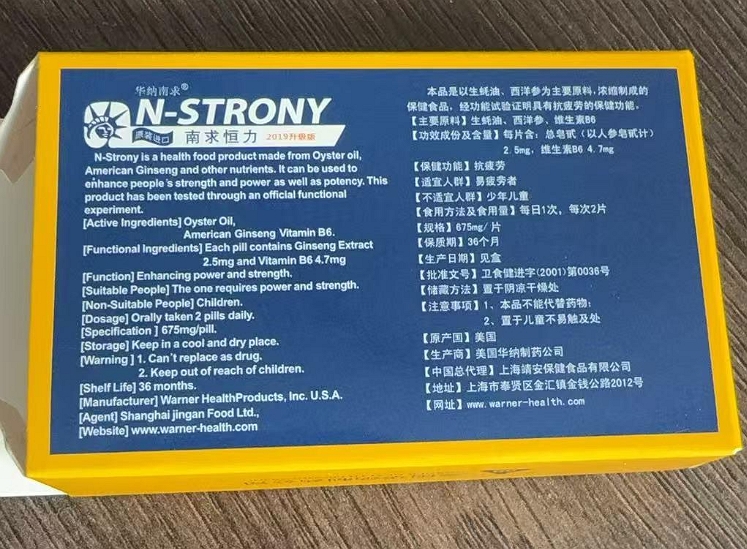 华纳南求®
N-STRONY
原装进口 南求恒力 2019升级版
N-Strony is a health food product made from Oyster oil,
American Ginseng and other nutrients. It can be used to
enhance people's strength and power as well as potency. This
product has been tested through an official functional
experiment.
[Active Ingredients] Oyster Oil,
American Ginseng Vitamin B6.
[Functional Ingredients] Each pill contains Ginseng Extract
2.5mg and Vitamin B6 4.7mg
[Function] Enhancing power and strength.
[Suitable People] The one requires power and strength.
[Non-Suitable People] Children.
[Dosage] Orally taken 2 pills daily.
[Specification ] 675mg/pill.
[Storage] Keep in a cool and dry place.
[Warning ] 1. Can't replace as drug.
2. Keep out of reach of children.
[Shelf Life] 36 months.
[Manufacturer] Warner HealthProducts, Inc. U.S.A.
[Agent] Shanghai jingan Food Ltd.,
[Website] www.warner-health.com
本品是以生蚝油、西洋参为主要原料,浓缩制成的
保健食品，经功能试验证明具有抗疲劳的保健功能。
【主要原料】生蚝油、西洋参、维生素B6
【功效成份及含量】每片含：总皂甙（以人参皂甙计）
2.5mg，维生素B6 4.7mg
【保健功能】抗疲劳
【适宜人群】易疲劳者
【不适宜人群】少年儿童
【食用方法及食用量】每日1次，每次2片
【规格】675mg/片
【保质期】36个月
【生产日期】见盒
【批准文号】卫食健进字(2001)第0036号
【储藏方法】置于阴凉干燥处
【注意事项】1、本品不能代替药物；
2、置于儿童不易触及处
【原产国】美国
【生产商】美国华纳制药公司
【中国总代理】上海靖安保健食品有限公司
【地址】上海市奉贤区金汇镇金钱公路2012号
【网址】www.warner-health.com